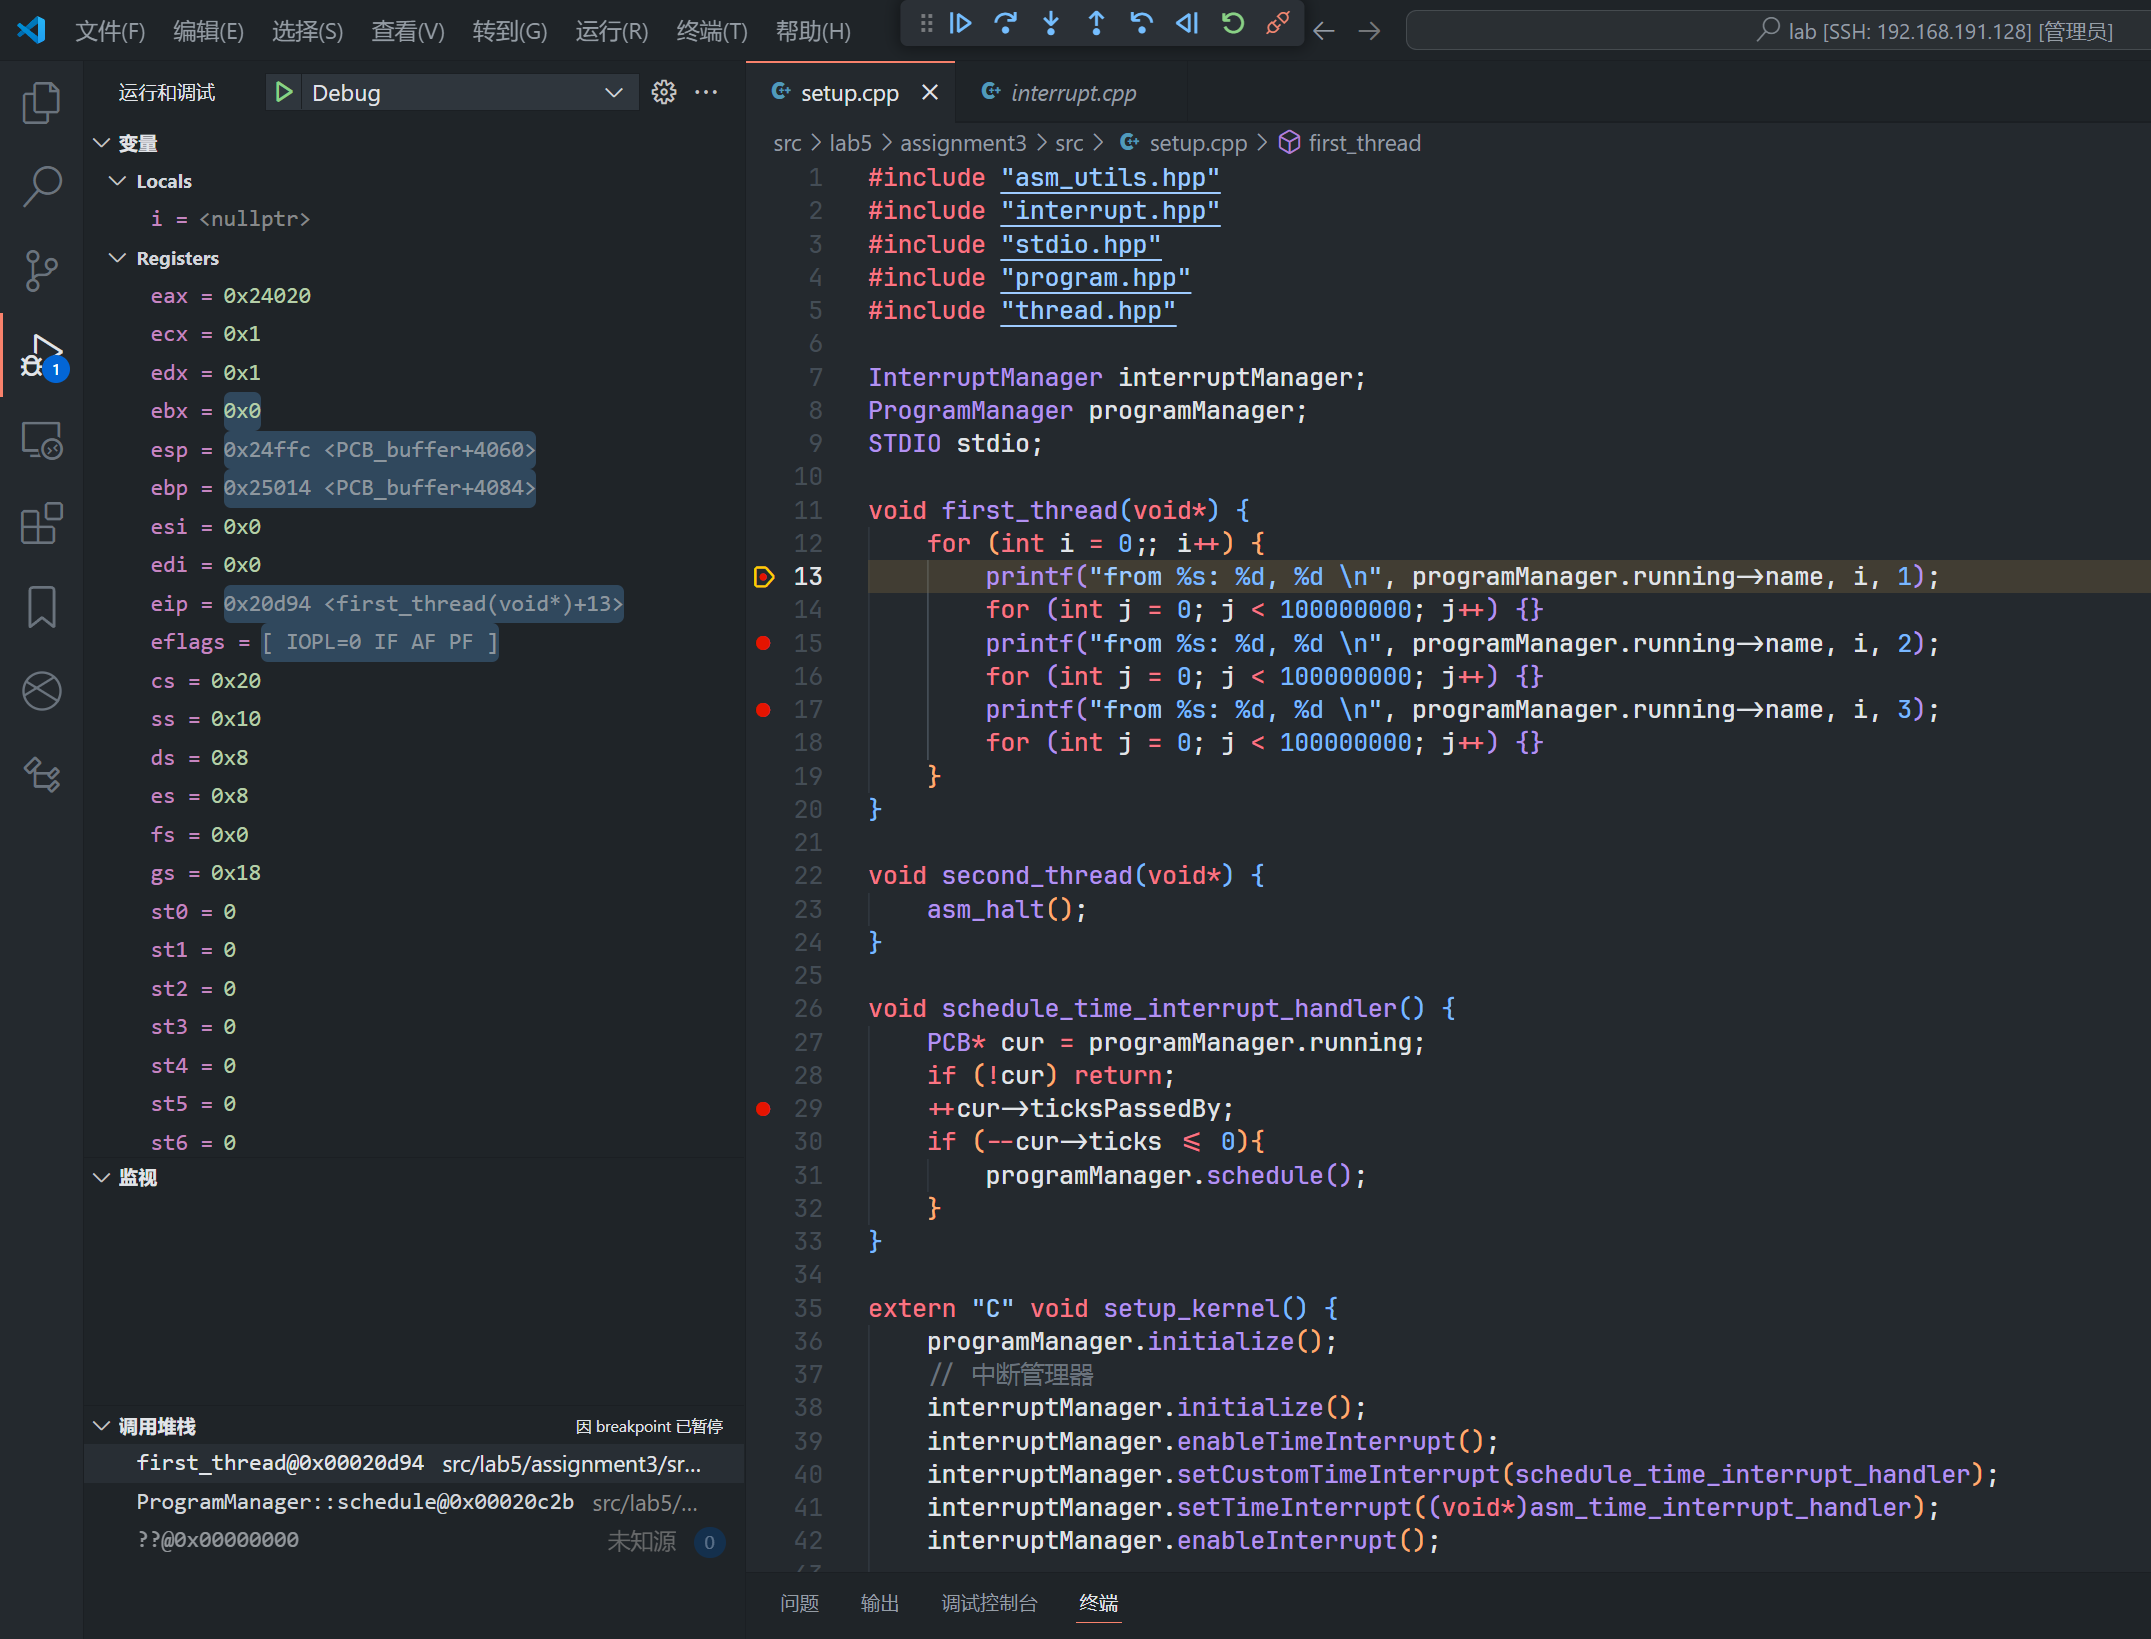 文件(F) 编辑(E) 选择(S) 查看(V) 转到(G) 运行(R) 终端(T) 帮助(H)
lab [SSH: 192.168.191.128] [管理员]
运行和调试
Debug
变量
Locals
i = <nullptr>
Registers
eax = 0x24020
ecx = 0x1
edx = 0x1
ebx = 0x0
esp = 0x24ffc <PCB_buffer+4060>
ebp = 0x25014 <PCB_buffer+4084>
esi = 0x0
edi = 0x0
eip = 0x20d94 <first_thread(void*)+13>
eflags = [ IOPL=0 IF AF PF ]
cs = 0x20
ss = 0x10
ds = 0x8
es = 0x8
fs = 0x0
gs = 0x18
st0 = 0
st1 = 0
st2 = 0
st3 = 0
st4 = 0
st5 = 0
st6 = 0
监视
调用堆栈 因 breakpoint 已暂停
first_thread@0x00020d94 src/lab5/assignment3/sr...
ProgramManager::schedule@0x00020c2b src/lab5/...
??@0x00000000 未知源 0
1
setup.cpp interrupt.cpp
src > lab5 > assignment3 > src > setup.cpp > first_thread
1 #include "asm_utils.hpp"
2 #include "interrupt.hpp"
3 #include "stdio.hpp"
4 #include "program.hpp"
5 #include "thread.hpp"
6
7 InterruptManager interruptManager;
8 ProgramManager programManager;
9 STDIO stdio;
10
11 void first_thread(void*) {
12 for (int i = 0;; i++) {
13 printf("from %s: %d, %d \n", programManager.running->name, i, 1);
14 for (int j = 0; j < 100000000; j++) {}
15 printf("from %s: %d, %d \n", programManager.running->name, i, 2);
16 for (int j = 0; j < 100000000; j++) {}
17 printf("from %s: %d, %d \n", programManager.running->name, i, 3);
18 for (int j = 0; j < 100000000; j++) {}
19 }
20 }
21
22 void second_thread(void*) {
23 asm_halt();
24 }
25
26 void schedule_time_interrupt_handler() {
27 PCB* cur = programManager.running;
28 if (!cur) return;
29 ++cur->ticksPassedBy;
30 if (--cur->ticks <= 0){
31 programManager.schedule();
32 }
33 }
34
35 extern "C" void setup_kernel() {
36 programManager.initialize();
37 // 中断管理器
38 interruptManager.initialize();
39 interruptManager.enableTimeInterrupt();
40 interruptManager.setCustomTimeInterrupt(schedule_time_interrupt_handler);
41 interruptManager.setTimeInterrupt((void*)asm_time_interrupt_handler);
42 interruptManager.enableInterrupt();
问题 输出 调试控制台 终端